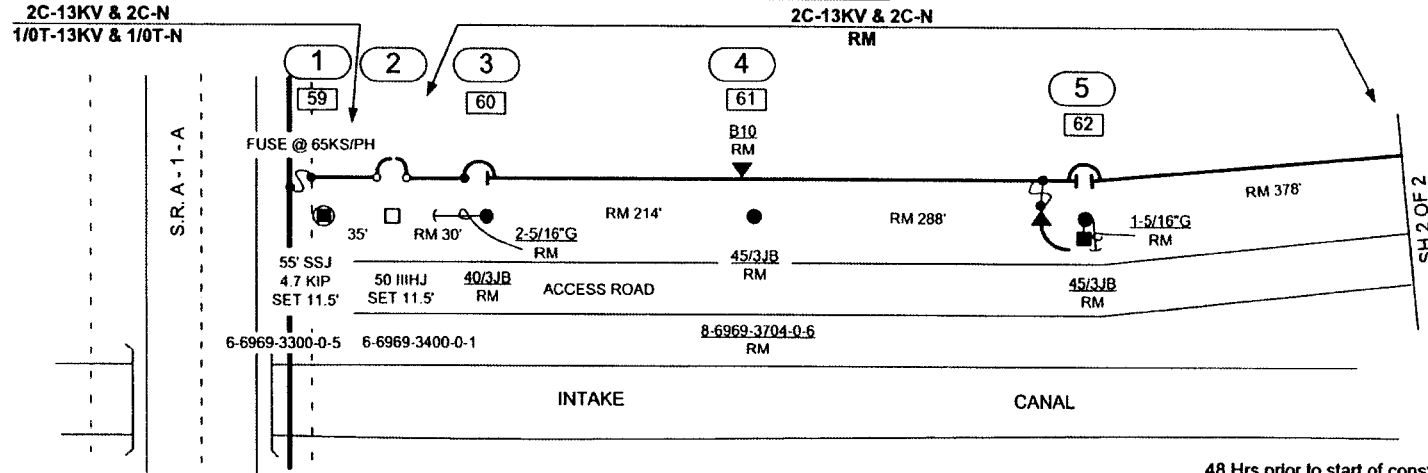 2C-13KV & 2C-N
1/0T-13KV & 1/0T-N
2C-13KV & 2C-N
RM
1
2
3
4
5
59
60
61
62
FUSE @ 65KS/PH
B10
RM
S.R. A - 1 - A
35'
RM 30'
2-5/16"G
RM
RM 214'
RM 288'
1-5/16"G
RM
RM 378'
SH 2 OF 2
55' SSJ
4.7 KIP
SET 11.5'
50 IIIHJ
SET 11.5'
40/3JB
RM
45/3JB
RM
45/3JB
RM
ACCESS ROAD
6-6969-3300-0-5
6-6969-3400-0-1
8-6969-3704-0-6
RM
INTAKE
CANAL
48 Hrs prior to start of cons